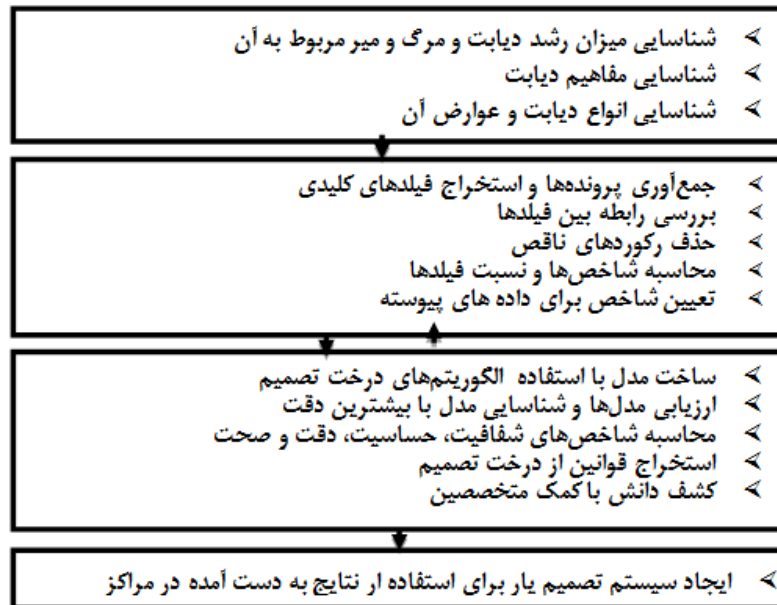 شناسایی میزان رشد دیابت و مرگ و میر مربوط به آن
شناسایی مفاهیم دیابت
شناسایی انواع دیابت و عوارض آن
جمع‌آوری پرونده‌ها و استخراج فیلدهای کلیدی
بررسی رابطه بین فیلدها
حذف رکوردهای ناقص
محاسبه شاخص‌ها و نسبت فیلدها
تعیین شاخص برای داده های پیوسته
ساخت مدل با استفاده الگوریتم‌های درخت تصمیم
ارزیابی مدل‌ها و شناسایی مدل با بیشترین دقت
محاسبه شاخص‌های شفافیت، حساسیت، دقت و صحت
استخراج قوانین از درخت تصمیم
کشف دانش با کمک متخصصین
ایجاد سیستم تصمیم یار برای استفاده ار نتایج به دست آمده در مراکز